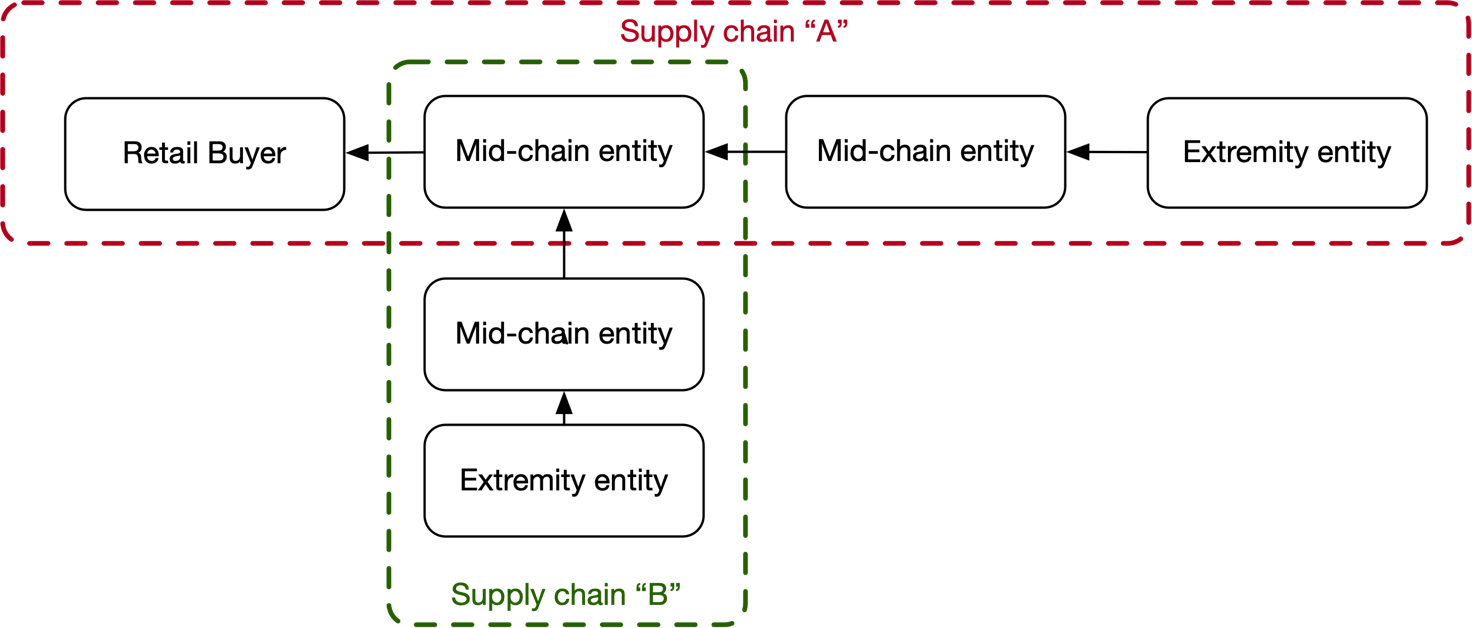 Supply chain “A”
Retail Buyer
Mid-chain entity
Mid-chain entity
Extremity entity
Mid-chain entity
Extremity entity
Supply chain “B”